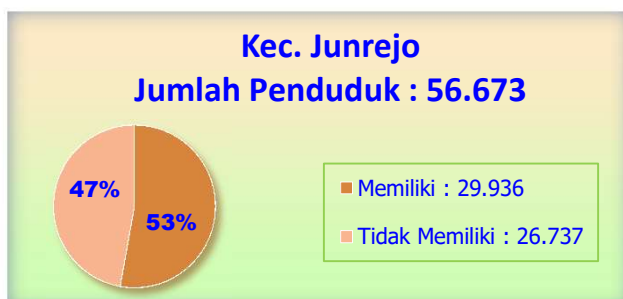 Kec. Junrejo
Jumlah Penduduk : 56.673
47%
53%
Memiliki : 29.936
Tidak Memiliki : 26.737